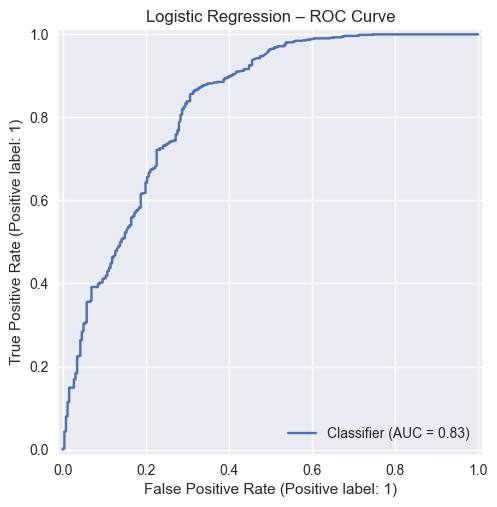 Logistic Regression – ROC Curve
1.0
0.8
0.6
0.4
0.2
0.0
True Positive Rate (Positive label: 1)
Classifier (AUC = 0.83)
0.0 0.2 0.4 0.6 0.8 1.0
False Positive Rate (Positive label: 1)